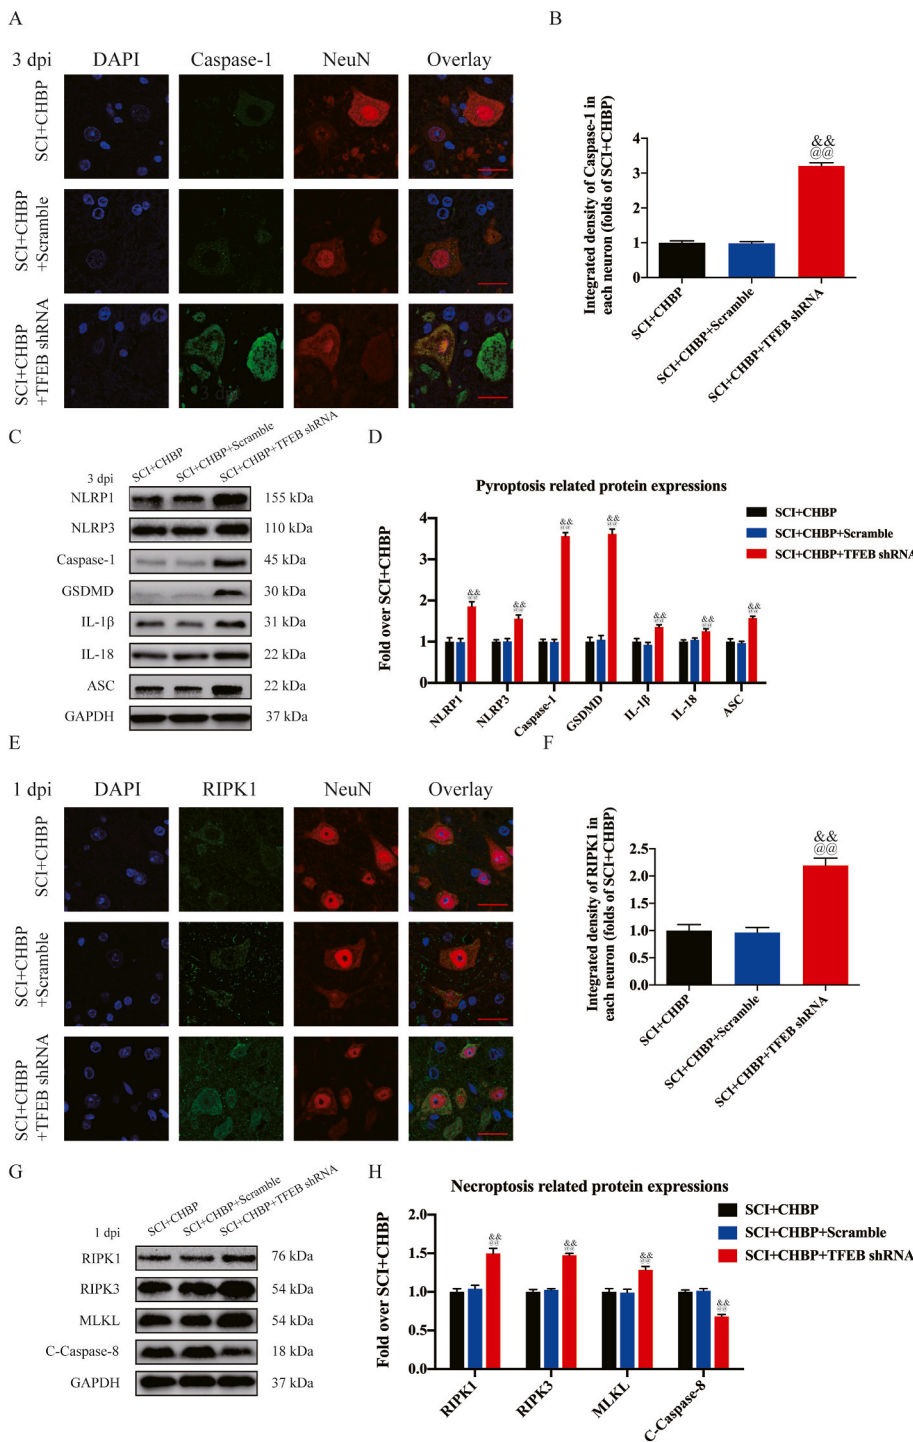 A
3 dpi
DAPI
Caspase-1
NeuN
Overlay
SCI+CHBP
SCI+CHBP
+Scramble
SCI+CHBP
+TFEB shRNA
3 dpi
B
Integrated density of Caspase-1 in
each neuron (folds of SCI+CHBP)
4
3
2
1
0
&&
@@
SCI+CHBP
SCI+CHBP+Scramble
SCI+CHBP+TFEB shRNA
C
3 dpi
SCI+CHBP
SCI+CHBP+Scramble
SCI+CHBP+TFEB shRNA
NLRP1 155 kDa
NLRP3 110 kDa
Caspase-1 45 kDa
GSDMD 30 kDa
IL-1β 31 kDa
IL-18 22 kDa
ASC 22 kDa
GAPDH 37 kDa
D
Pyroptosis related protein expressions
SCI+CHBP
SCI+CHBP+Scramble
SCI+CHBP+TFEB shRNA
Fold over SCI+CHBP
4
3
2
1
0
&&
@@
&&
@@
&&
@@
&&
@@
&&
@@
&&
@@
&&
@@
NLRP1
NLRP3
Caspase-1
GSDMD
IL-1β
IL-18
ASC
E
1 dpi
DAPI
RIPK1
NeuN
Overlay
SCI+CHBP
SCI+CHBP
+Scramble
SCI+CHBP
+TFEB shRNA
F
Integrated density of RIPK1 in
each neuron (folds of SCI+CHBP)
2.5
2.0
1.5
1.0
0.5
0.0
&&
@@
SCI+CHBP
SCI+CHBP+Scramble
SCI+CHBP+TFEB shRNA
G
1 dpi
SCI+CHBP
SCI+CHBP+Scramble
SCI+CHBP+TFEB shRNA
RIPK1 76 kDa
RIPK3 54 kDa
MLKL 54 kDa
C-Caspase-8 18 kDa
GAPDH 37 kDa
H
Necroptosis related protein expressions
SCI+CHBP
SCI+CHBP+Scramble
SCI+CHBP+TFEB shRNA
Fold over SCI+CHBP
2.0
1.5
1.0
0.5
0.0
&&
@@
&&
@@
&&
@@
&&
@@
RIPK1
RIPK3
MLKL
C-Caspase-8